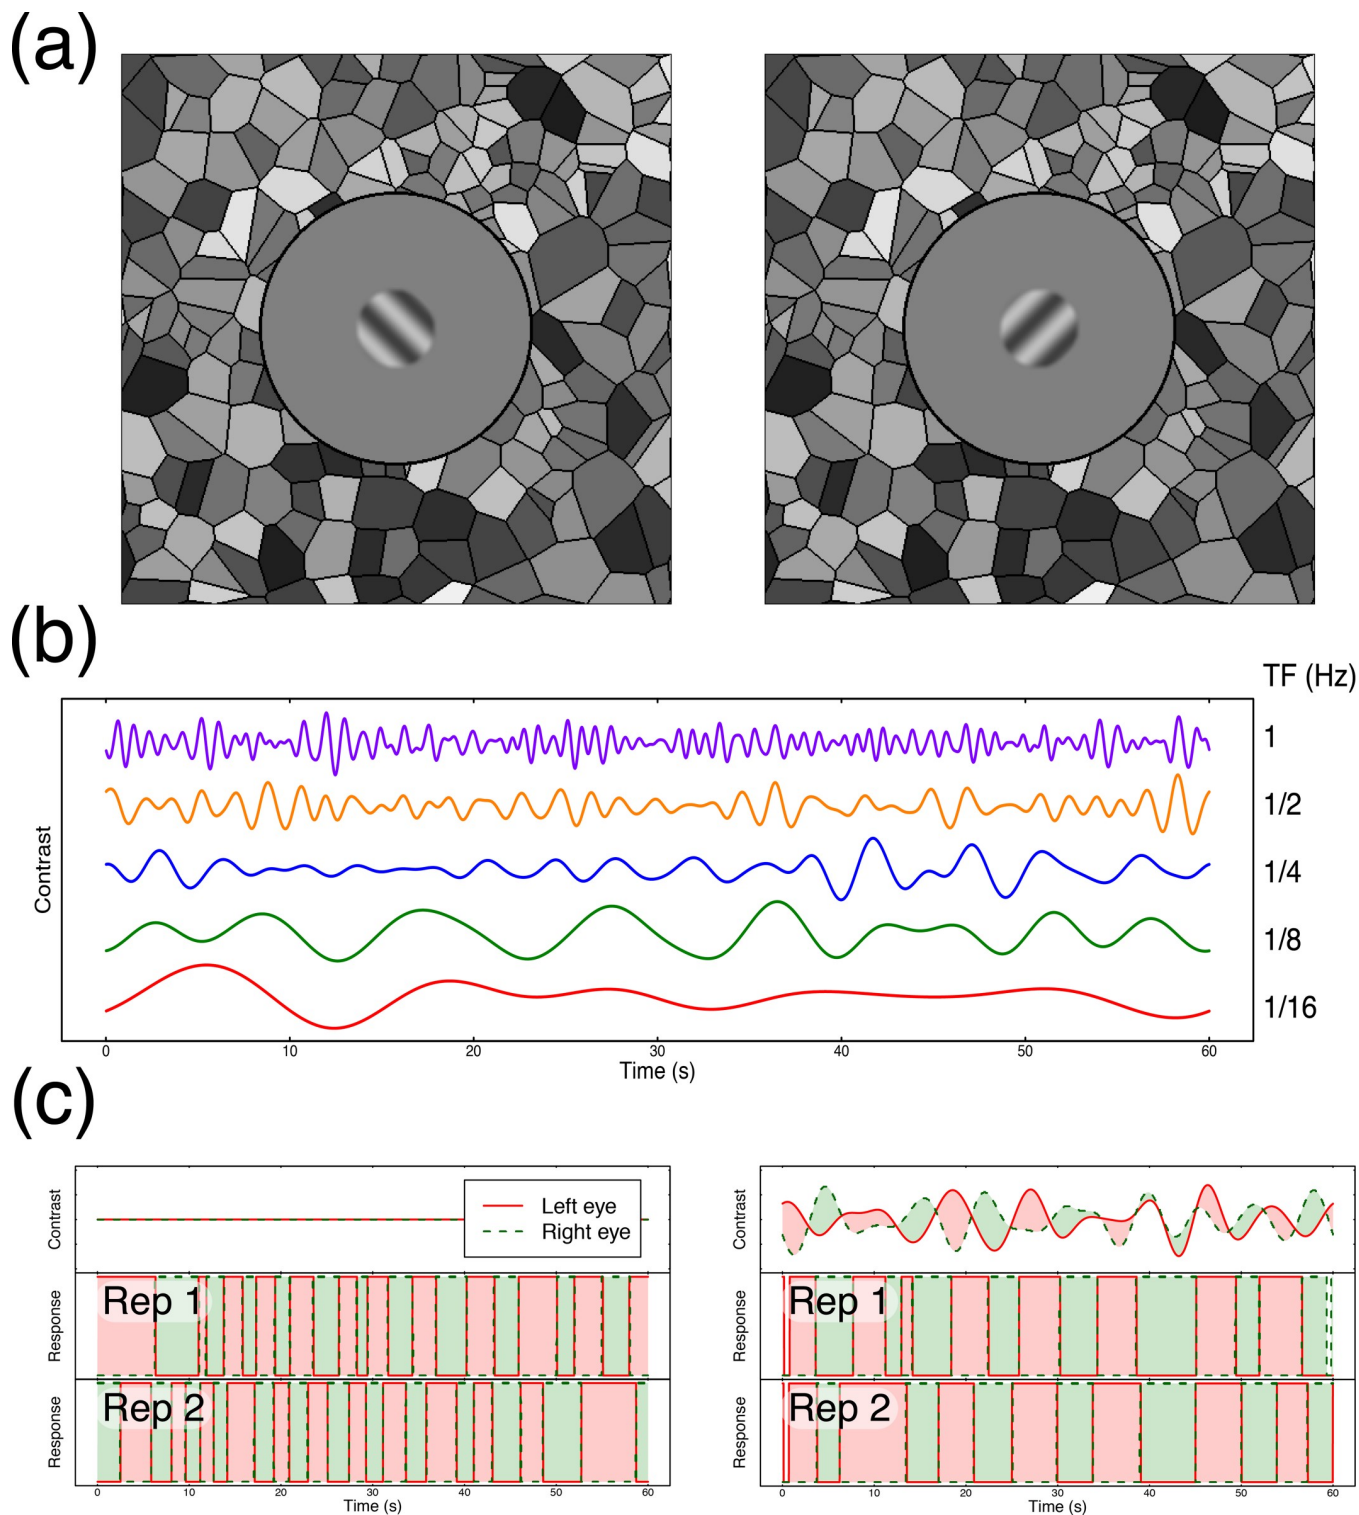 (a)
(b)
TF (Hz)
1
1/2
1/4
1/8
1/16
Contrast
0 10 20 30 40 50 60
Time (s)
(c)
Contrast
Left eye
Right eye
Response
Rep 1
Response
Rep 2
0 10 20 30 40 50 60
Time (s)
Contrast
Response
Rep 1
Response
Rep 2
0 10 20 30 40 50 60
Time (s)